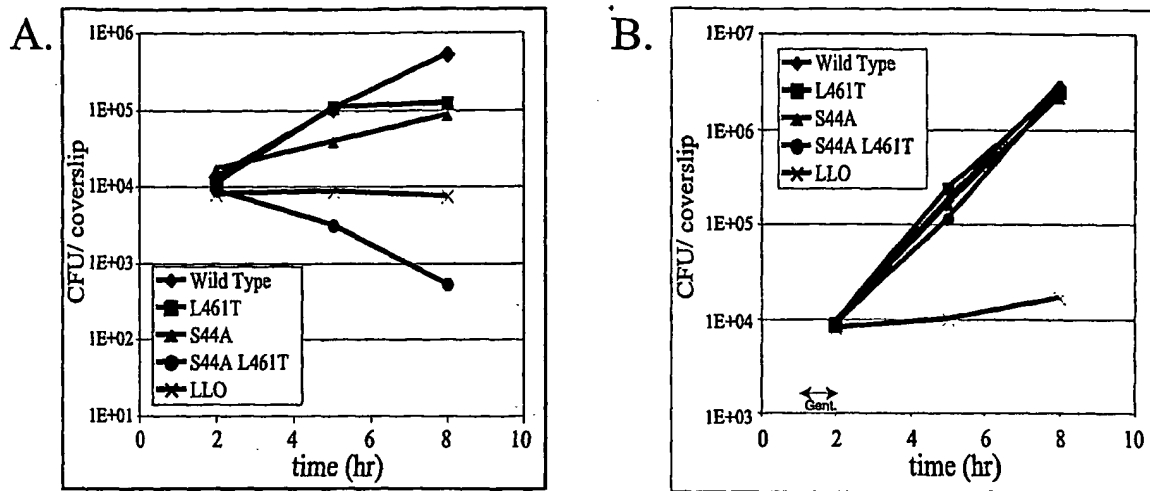 A.
1E+06
1E+05
1E+04
1E+03
1E+02
1E+01
CFU/ coverslip
Wild Type
L461T
S44A
S44A L461T
LLO
0 2 4 6 8 10
time (hr)
B.
1E+07
1E+06
1E+05
1E+04
1E+03
CFU/ coverslip
Wild Type
L461T
S44A
S44A L461T
LLO
Gent.
0 2 4 6 8 10
time (hr)